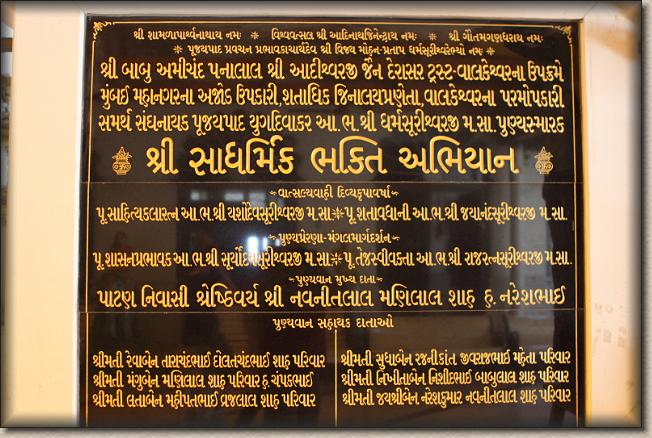 શ્રી શામળાપાર્શ્વનાથાય નમઃ * વિશ્વવત્સલ શ્રી આદિનાથજિનેન્દ્રાય નમઃ * શ્રી ગૌતમગણધરાય નમઃ
* પૂજ્યપાદ પ્રવચન પ્રભાવકાચાર્યદેવ શ્રી વિજય મોહન-પ્રતાપ ધર્મસૂરીશ્વરેભ્યો નમઃ *
શ્રી બાબુ અમીચંદ પનાલાલ શ્રી આદીશ્વરજી જૈન દેરાસર ટ્રસ્ટ-વાલકેશ્વરના ઉપક્રમે
મુંબઈ મહાનગરના અજોડ ઉપકારી,શતાધિક જિનાલયપ્રણેતા,વાલકેશ્વરના પરમોપકારી
સમર્થ સંઘનાયક પૂજ્યપાદ યુગદિવાકર આ.ભ શ્રી ધર્મસૂરીશ્વરજી મ.સા.પુણ્યસ્મારક
શ્રી સાધર્મિક ભક્તિ અભિયાન
વાત્સલ્યવાહી દિવ્યકૃપાવર્ષા
પૂ.સાહિત્યકલારત્ન આ.ભ.શ્રી યશોદેવસૂરીશ્વરજી મ.સા.* પૂ.શતાવધાની આ.ભ.શ્રી જયાનંદસૂરીશ્વરજી મ.સા.
પુણ્યપ્રેરણા-મંગલમાર્ગદર્શન
પૂ.શાસનપ્રભાવક આ.ભ.શ્રી સૂર્યોદયસૂરીશ્વરજી મ.સા.* પૂ.તેજસ્વીવક્તા આ.ભ.શ્રી રાજરત્નસૂરીશ્વરજી મ.સા.
પુણ્યવાન મુખ્ય દાતા
પાટણ નિવાસી શ્રેષ્ઠિવર્ય શ્રી નવનીતલાલ મણિલાલ શાહ હ.નરેશભાઈ
પુણ્યવાન સહાયક દાતાઓ
શ્રીમતી રેવાબેન તારાચંદભાઈ દોલતચંદભાઈ શાહ પરિવાર
શ્રીમતી મંગુબેન મણિલાલ શાહ પરિવાર હ.ચંપકભાઈ
શ્રીમતી લતાબેન મહીપતભાઈ વ્રજલાલ શાહ પરિવાર
શ્રીમતી સુધાબેન રજનીકાંત જીવરાજભાઈ મહેતા પરિવાર
શ્રીમતી નિખીતાબેન નિશીદભાઈ બાબુલાલ શાહ પરિવાર
શ્રીમતી જયશ્રીબેન નરેશકુમાર નવનીતલાલ શાહ પરિવાર